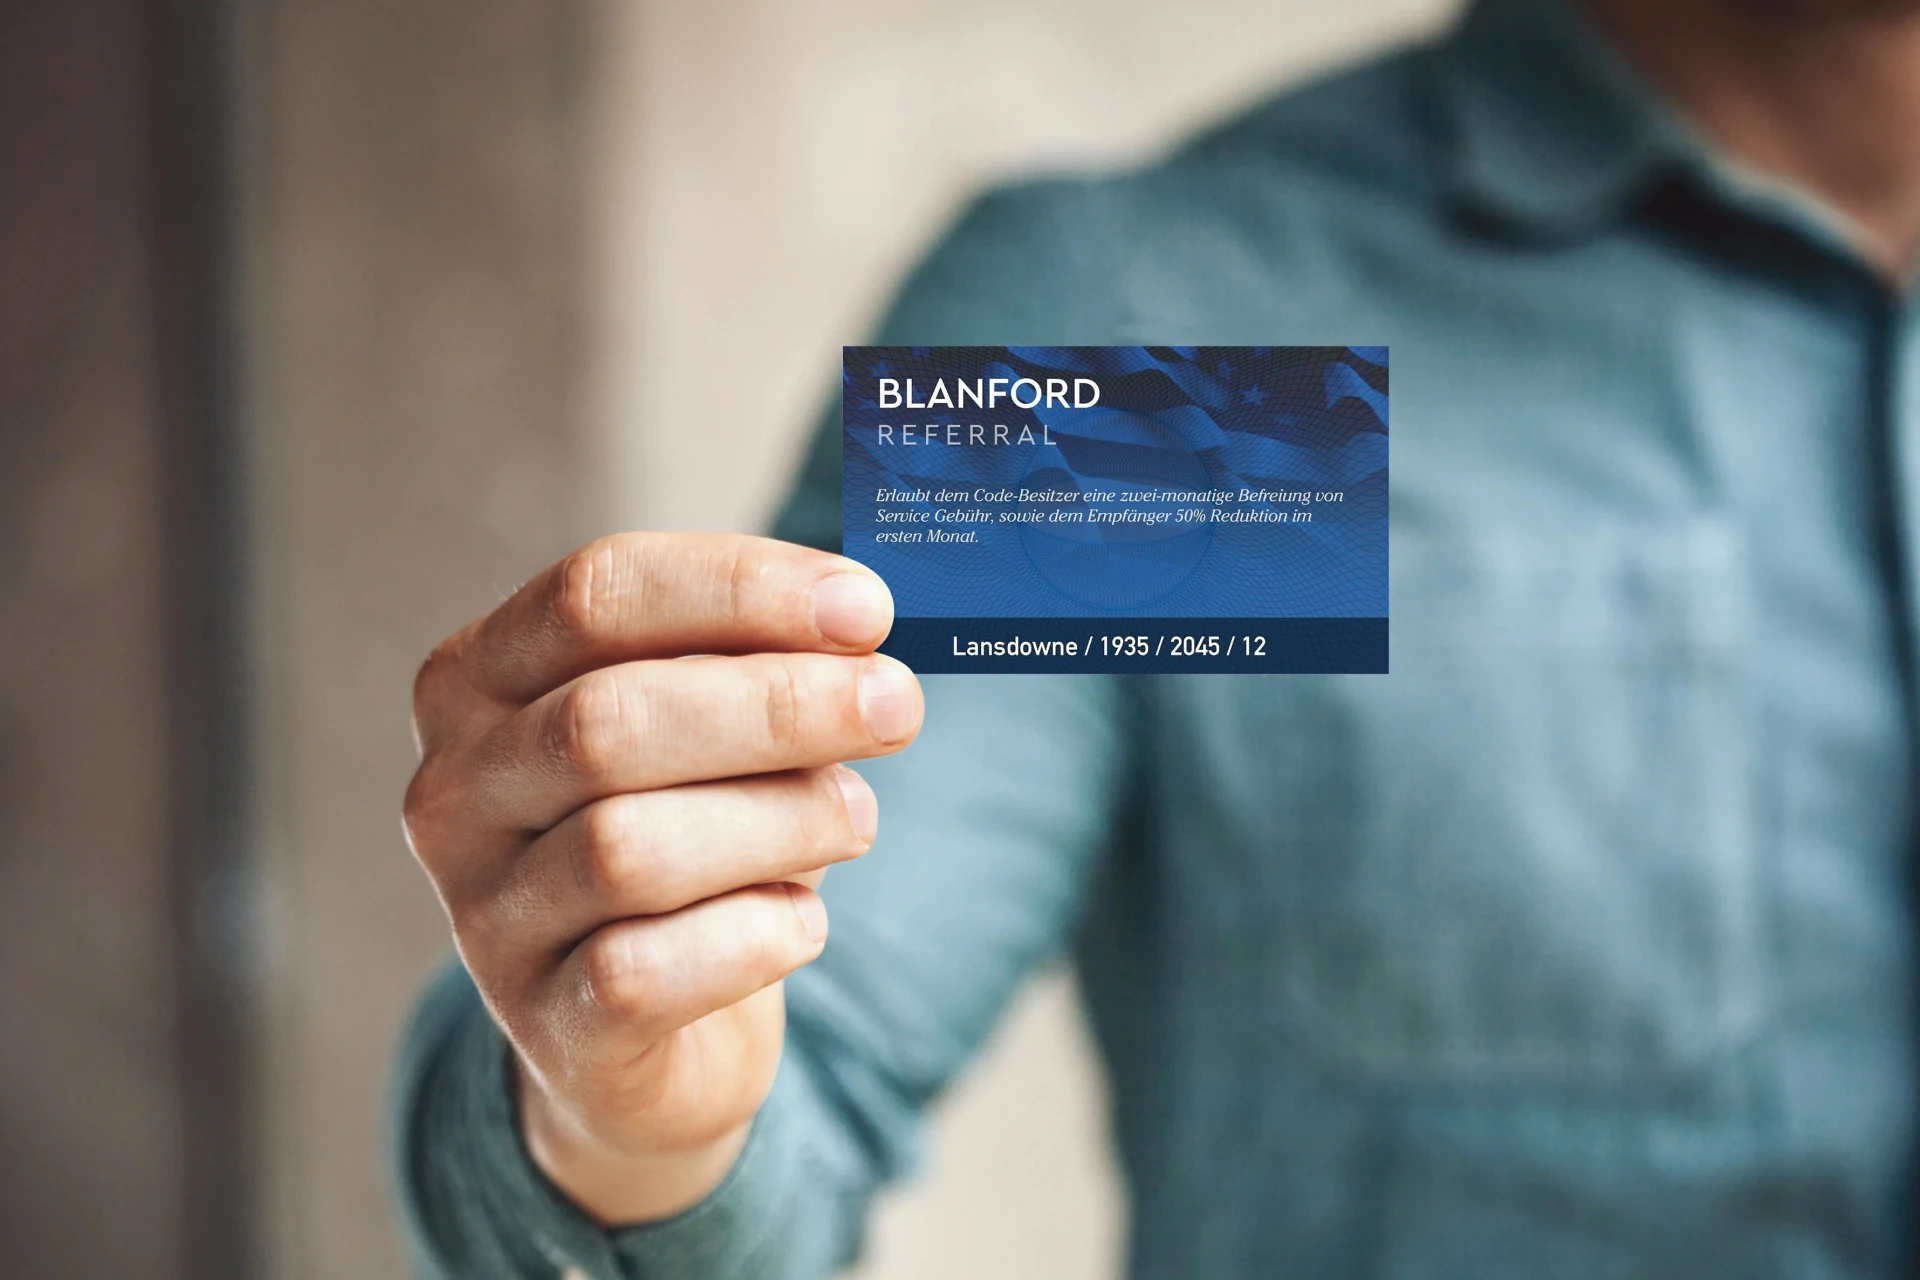 BLANFORD
REFERRAL
Erlaubt dem Code-Besitzer eine zwei-monatige Befreiung von
Service Gebühr, sowie dem Empfänger 50% Reduktion im
ersten Monat.
Lansdowne / 1935 / 2045 / 12